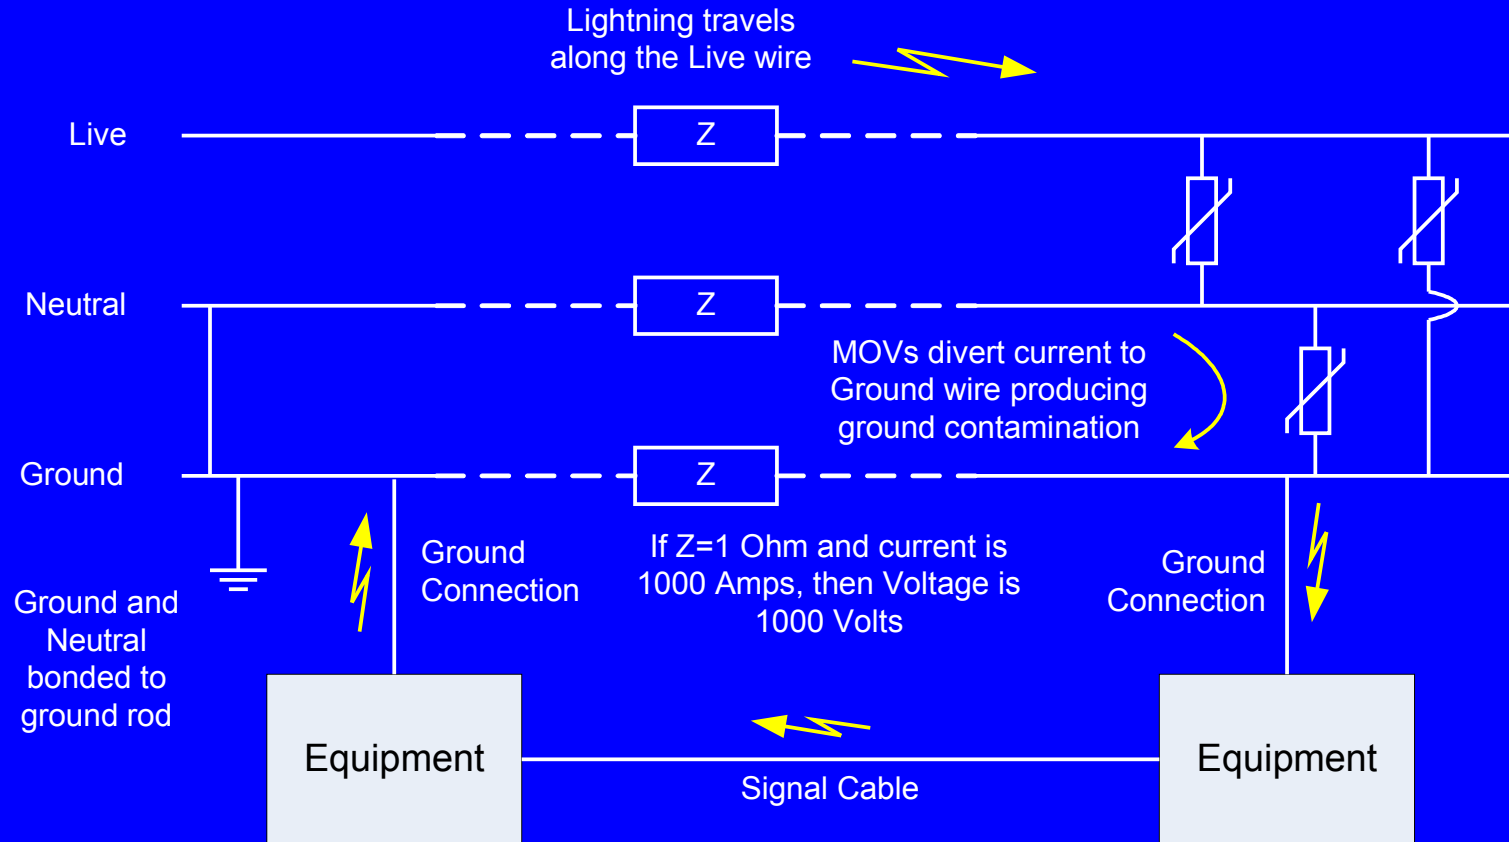 Lightning travels
along the Live wire
Live
Z
Neutral
Z
MOVs divert current to
Ground wire producing
ground contamination
Ground
Z
Ground
Connection
If Z=1 Ohm and current is
1000 Amps, then Voltage is
1000 Volts
Ground
Connection
Ground and
Neutral
bonded to
ground rod
Equipment
Signal Cable
Equipment